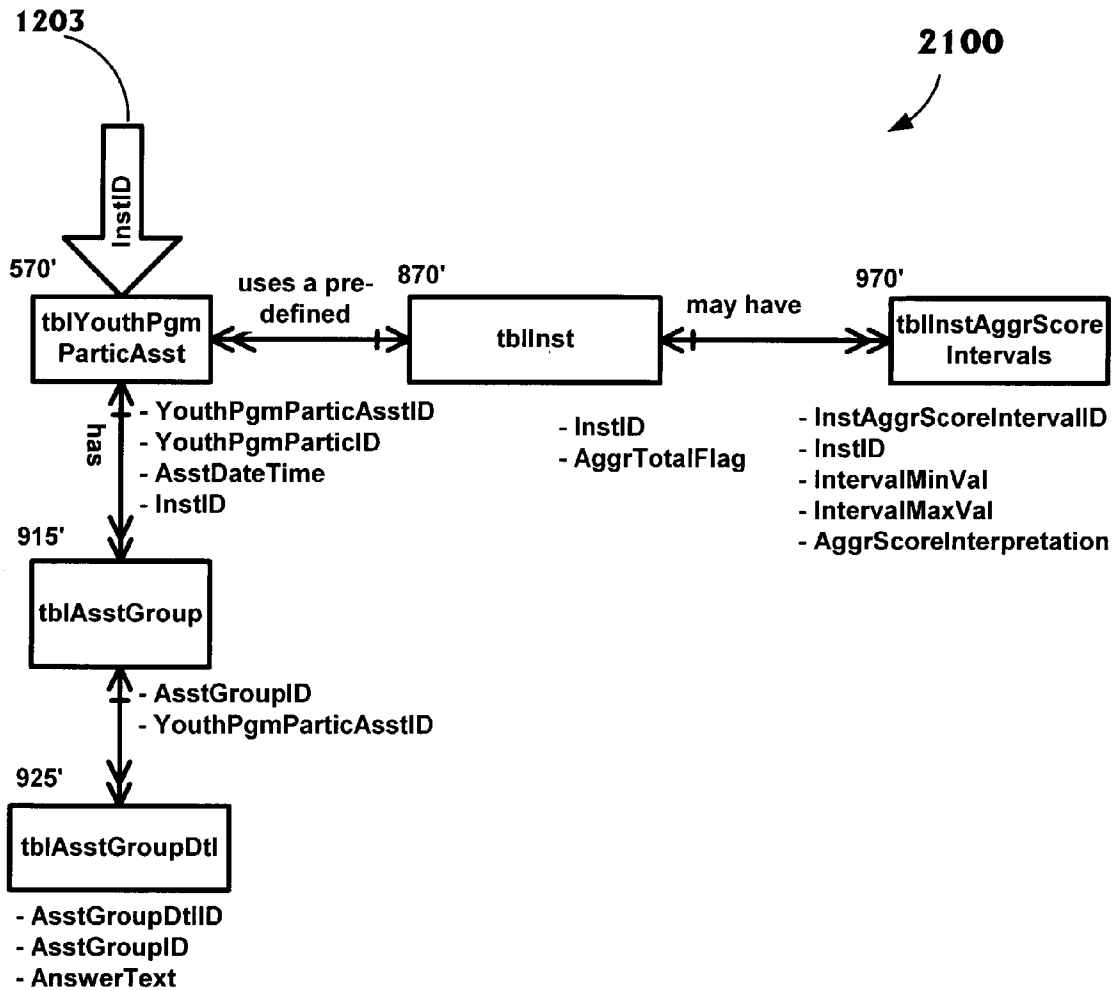 1203
2100
InstID
570'
uses a pre-
defined
870'
may have
970'
tblYouthPgm
ParticAsst
tblInst
tblInstAggrScore
Intervals
has
- YouthPgmParticAsstID
- YouthPgmParticID
- AsstDateTime
- InstID
- InstID
- AggrTotalFlag
- InstAggrScoreIntervalID
- InstID
- IntervalMinVal
- IntervalMaxVal
- AggrScoreInterpretation
915'
tblAsstGroup
- AsstGroupID
- YouthPgmParticAsstID
925'
tblAsstGroupDtl
- AsstGroupDtlID
- AsstGroupID
- AnswerText